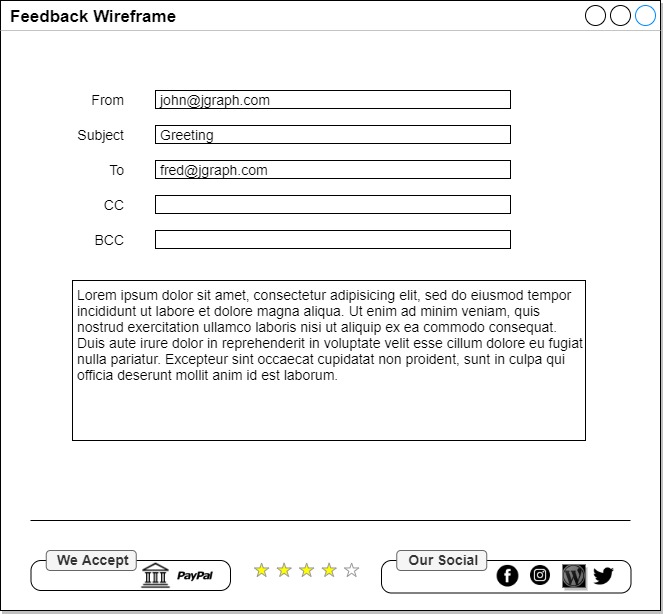 Feedback Wireframe
From john@jgraph.com
Subject Greeting
To fred@jgraph.com
CC
BCC
Lorem ipsum dolor sit amet, consectetur adipisicing elit, sed do eiusmod tempor
incididunt ut labore et dolore magna aliqua. Ut enim ad minim veniam, quis
nostrud exercitation ullamco laboris nisi ut aliquip ex ea commodo consequat.
Duis aute irure dolor in reprehenderit in voluptate velit esse cillum dolore eu fugiat
nulla pariatur. Excepteur sint occaecat cupidatat non proident, sunt in culpa qui
officia deserunt mollit anim id est laborum.
We Accept
PayPal
Our Social